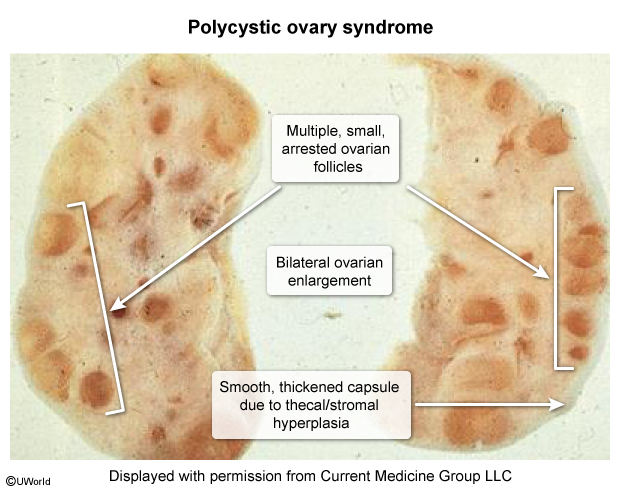 Polycystic ovary syndrome
Multiple, small,
arrested ovarian
follicles
Bilateral ovarian
enlargement
Smooth, thickened capsule
due to thecal/stromal
hyperplasia
©UWorld
Displayed with permission from Current Medicine Group LLC